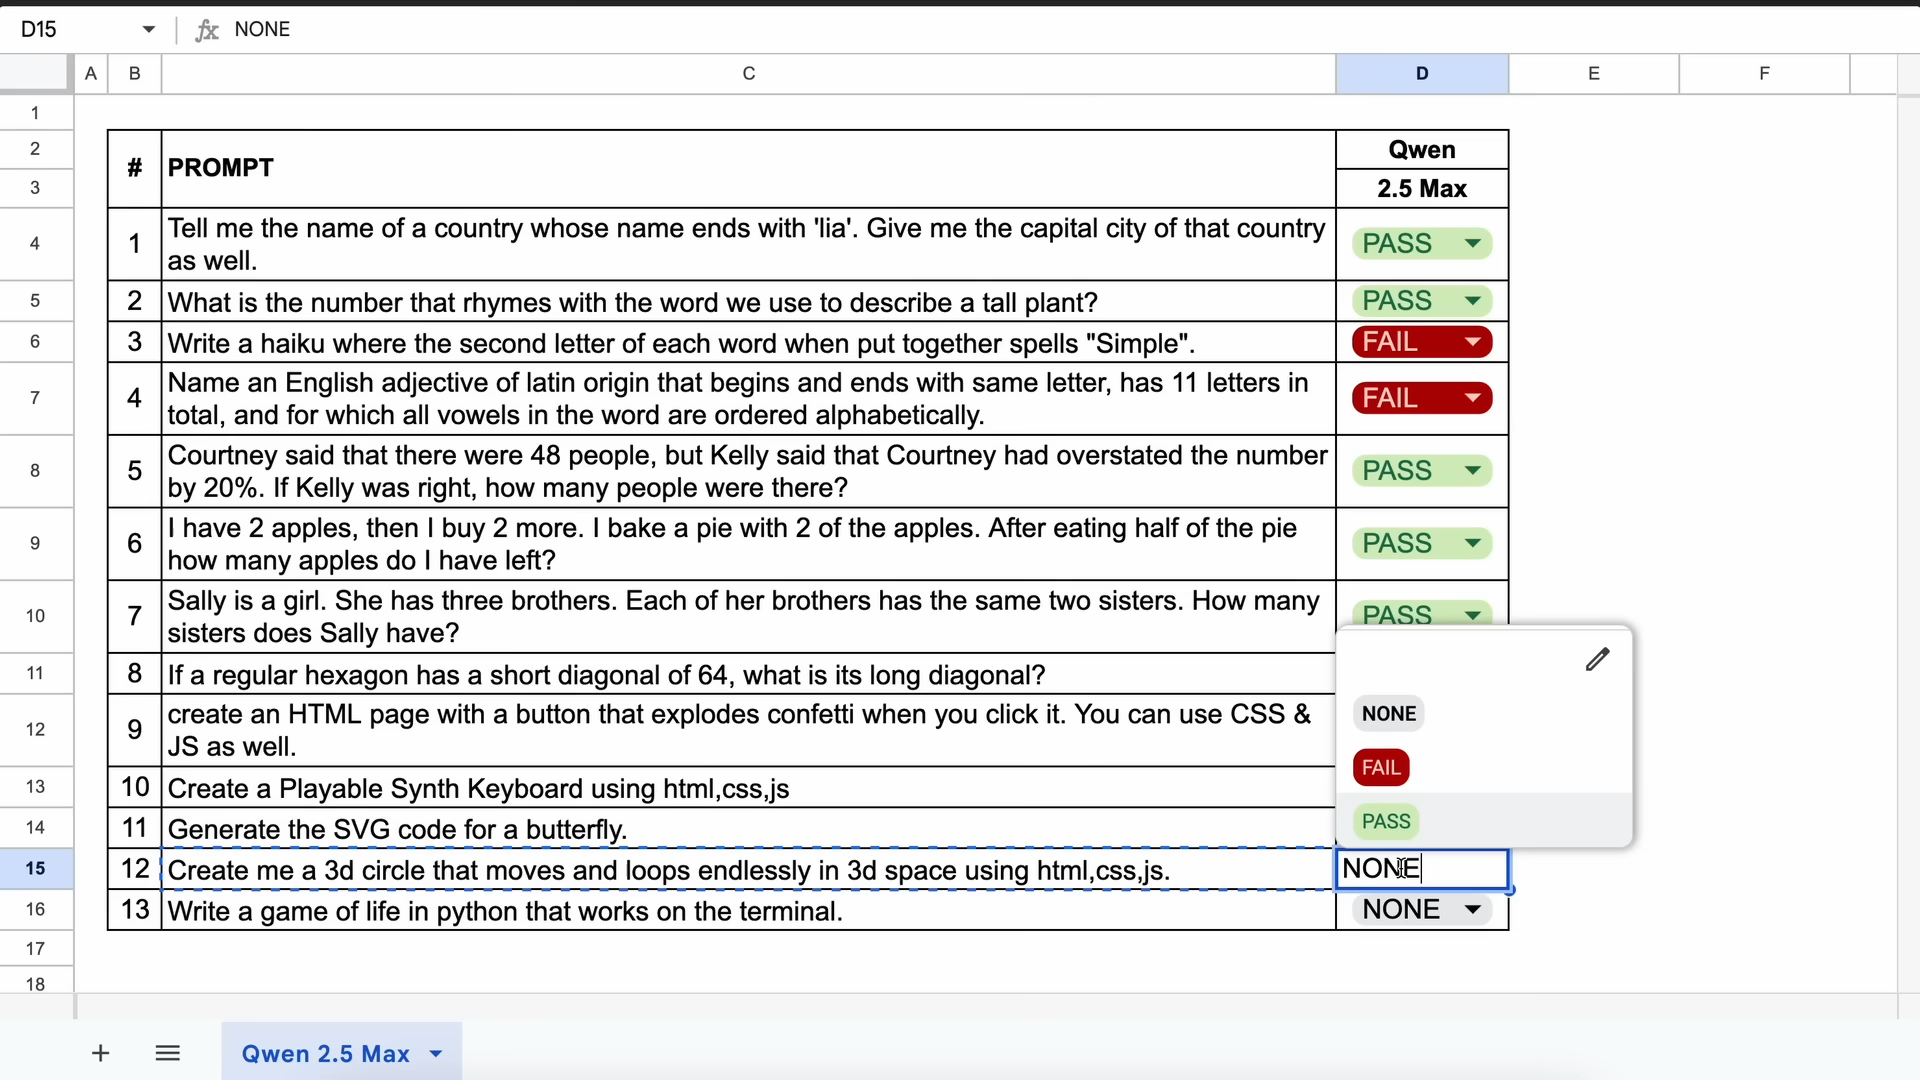 D15 fx NONE
A B C D E F
1
2 # PROMPT Qwen
3 2.5 Max
4 1 Tell me the name of a country whose name ends with 'lia'. Give me the capital city of that country PASS
as well.
5 2 What is the number that rhymes with the word we use to describe a tall plant? PASS
6 3 Write a haiku where the second letter of each word when put together spells "Simple". FAIL
7 4 Name an English adjective of latin origin that begins and ends with same letter, has 11 letters in FAIL
total, and for which all vowels in the word are ordered alphabetically.
8 5 Courtney said that there were 48 people, but Kelly said that Courtney had overstated the number PASS
by 20%. If Kelly was right, how many people were there?
9 6 I have 2 apples, then I buy 2 more. I bake a pie with 2 of the apples. After eating half of the pie PASS
how many apples do I have left?
10 7 Sally is a girl. She has three brothers. Each of her brothers has the same two sisters. How many PASS
sisters does Sally have?
11 8 If a regular hexagon has a short diagonal of 64, what is its long diagonal?
12 9 create an HTML page with a button that explodes confetti when you click it. You can use CSS & NONE
JS as well.
FAIL
13 10 Create a Playable Synth Keyboard using html,css,js
14 11 Generate the SVG code for a butterfly. PASS
15 12 Create me a 3d circle that moves and loops endlessly in 3d space using html,css,js. NONE
16 13 Write a game of life in python that works on the terminal. NONE
17
18
+ Qwen 2.5 Max